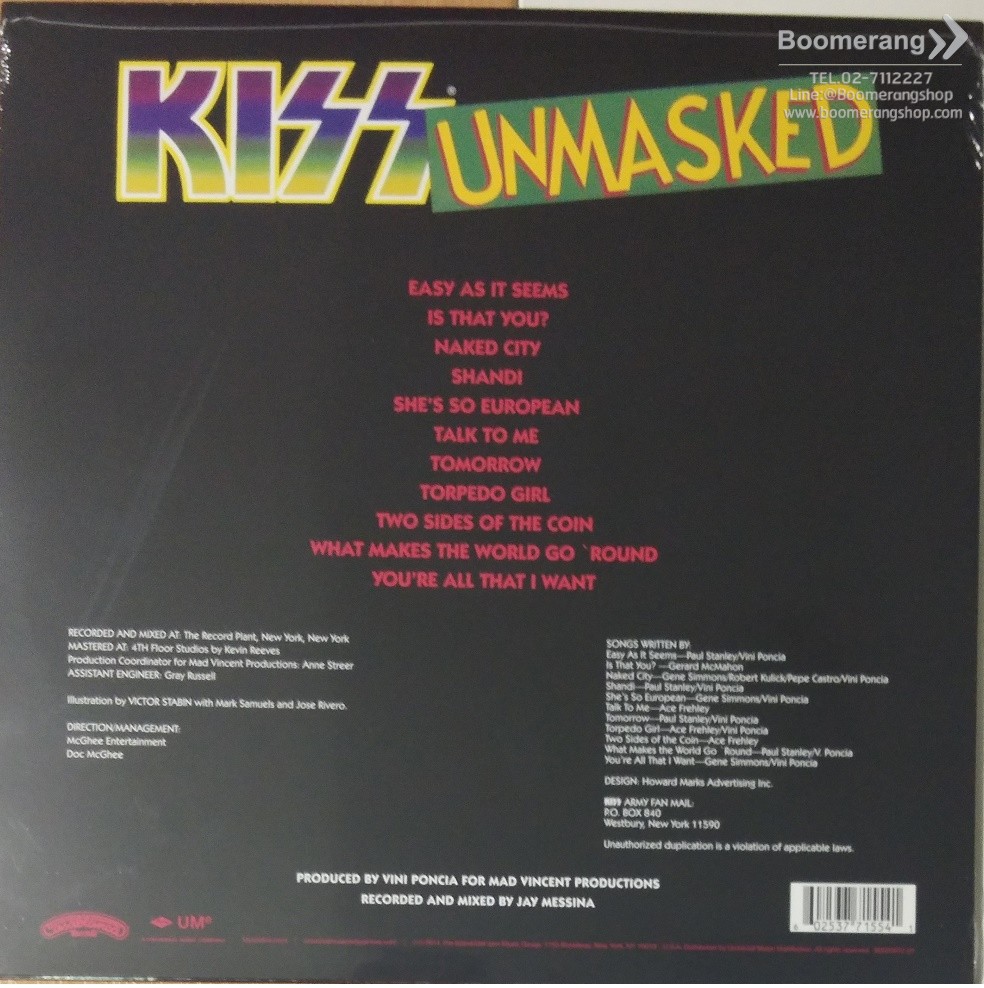 Boomerang
TEL.02-7112227
Line:@Boomerangshop
www.boomerangshop.com
KISS®
UNMASKED
EASY AS IT SEEMS
IS THAT YOU?
NAKED CITY
SHANDI
SHE'S SO EUROPEAN
TALK TO ME
TOMORROW
TORPEDO GIRL
TWO SIDES OF THE COIN
WHAT MAKES THE WORLD GO `ROUND
YOU'RE ALL THAT I WANT
RECORDED AND MIXED AT: The Record Plant, New York, New York
MASTERED AT: 4TH Floor Studios by Kevin Reeves
Production Coordinator for Mad Vincent Productions: Anne Streer
ASSISTANT ENGINEER: Gray Russell
Illustration by VICTOR STABIN with Mark Samuels and Jose Rivero.
DIRECTION/MANAGEMENT:
McGhee Entertainment
Doc McGhee
SONGS WRITTEN BY:
Easy As It Seems—Paul Stanley/Vini Poncia
Is That You? —Gerard McMahon
Naked City—Gene Simmons/Robert Kulick/Pepe Castro/Vini Poncia
Shandi—Paul Stanley/Vini Poncia
She's So European—Gene Simmons/Vini Poncia
Talk To Me—Ace Frehley
Tomorrow—Paul Stanley/Vini Poncia
Torpedo Girl—Ace Frehley/Vini Poncia
Two Sides of the Coin—Ace Frehley
What Makes the World Go `Round—Paul Stanley/V. Poncia
You're All That I Want—Gene Simmons/Vini Poncia
DESIGN: Howard Marks Advertising Inc.
KISS ARMY FAN MAIL:
P.O. BOX 840
Westbury, New York 11590
Unauthorized duplication is a violation of applicable laws.
PRODUCED BY VINI PONCIA FOR MAD VINCENT PRODUCTIONS
RECORDED AND MIXED BY JAY MESSINA
UMe
6 02537 71554 1